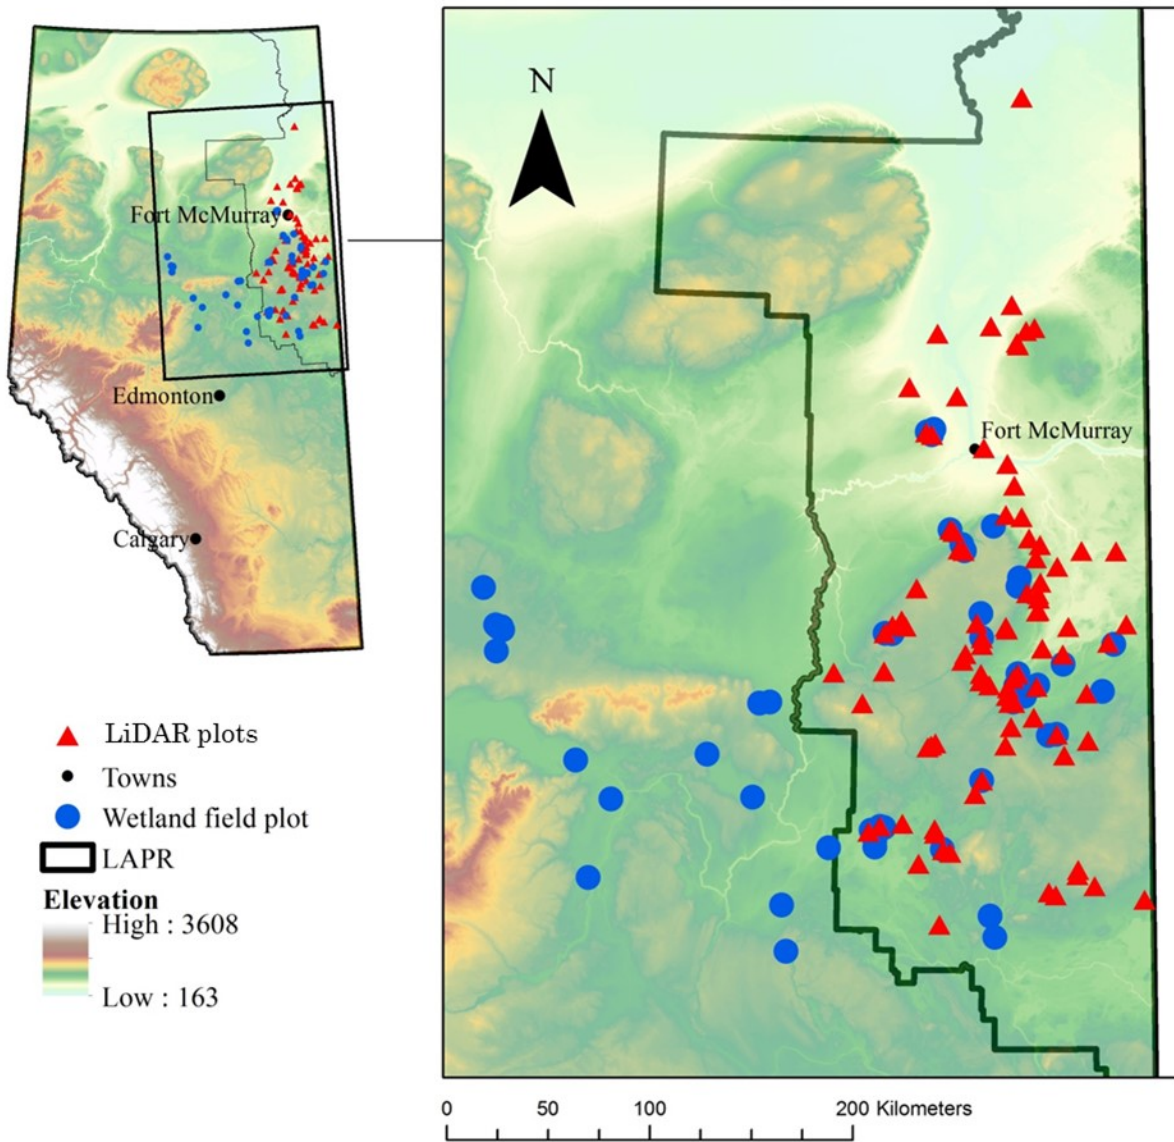 N
Fort McMurray
Edmonton
Calgary
Fort McMurray
LiDAR plots
Towns
Wetland field plot
LAPR
Elevation
High : 3608
Low : 163
0 50 100 200 Kilometers